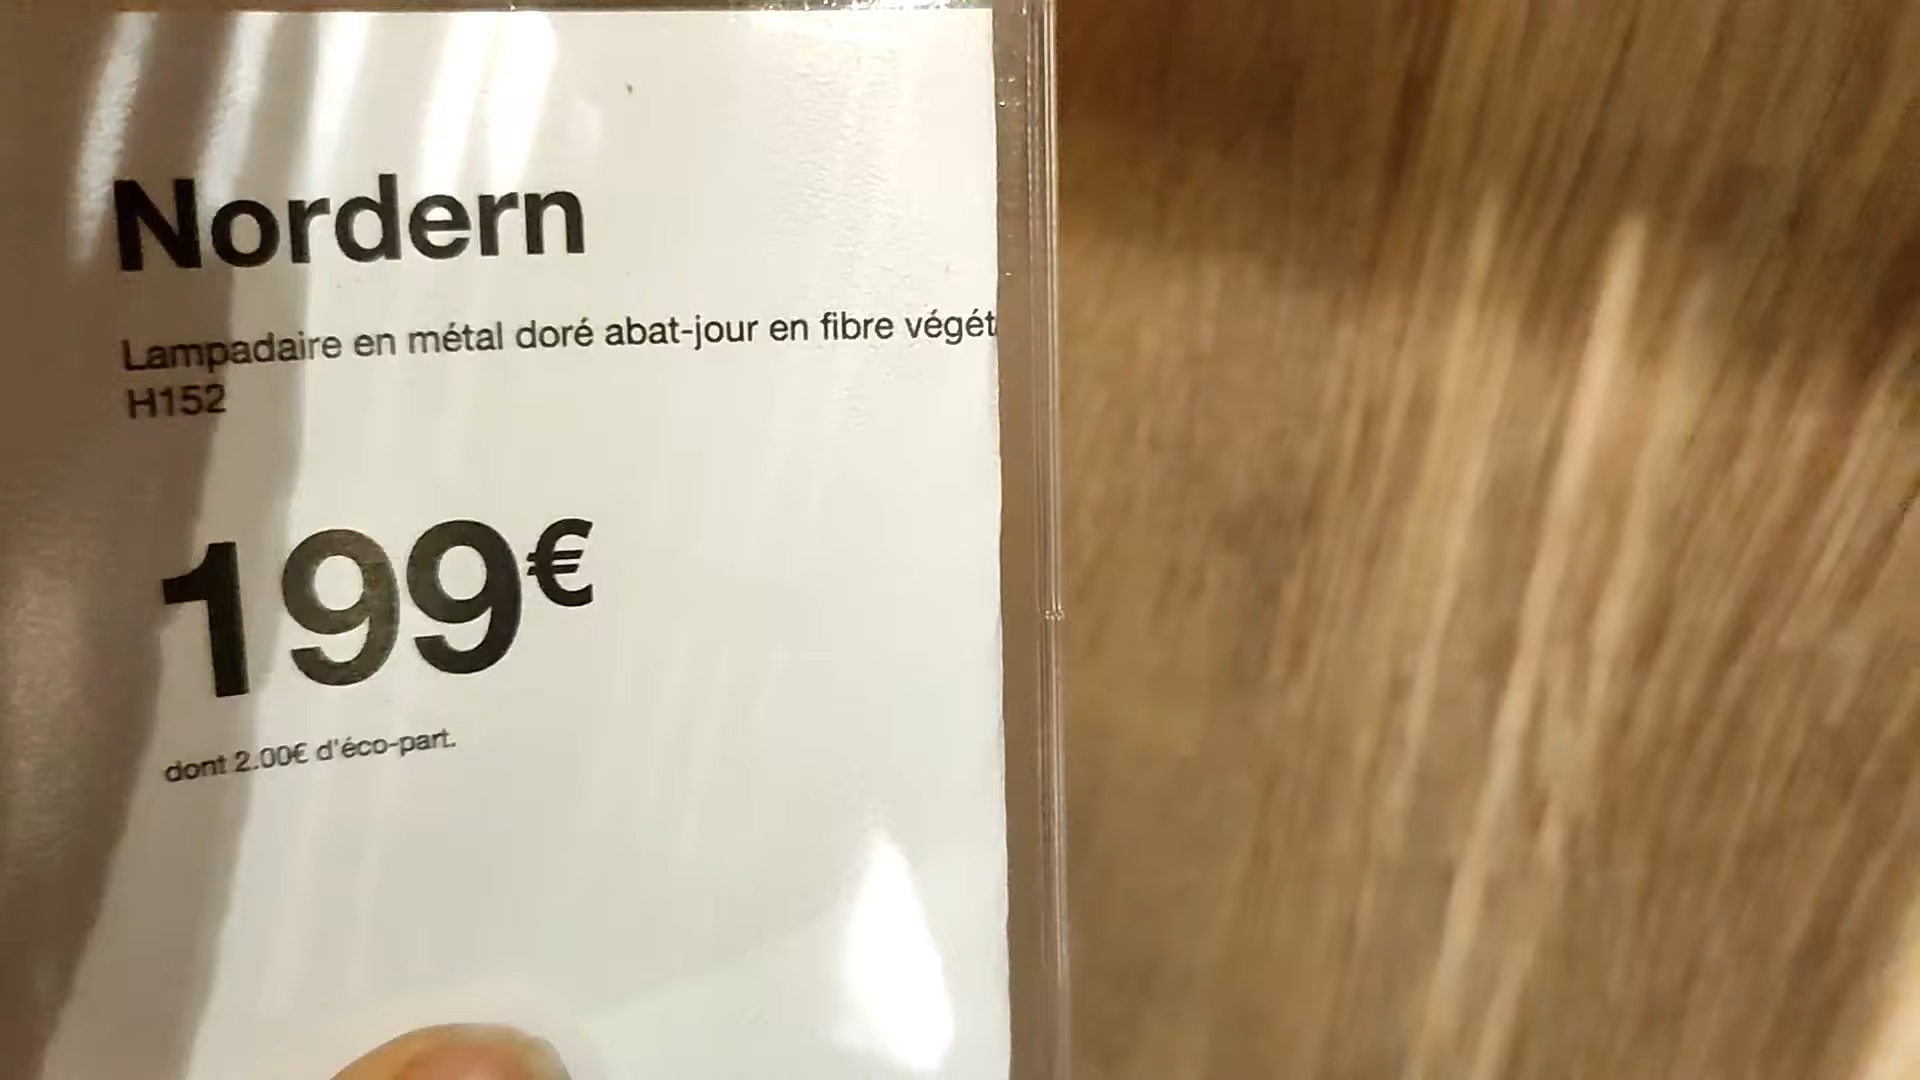 Nordern
Lampadaire en métal doré abat-jour en fibre végét
H152
199€
dont 2.00€ d'éco-part.